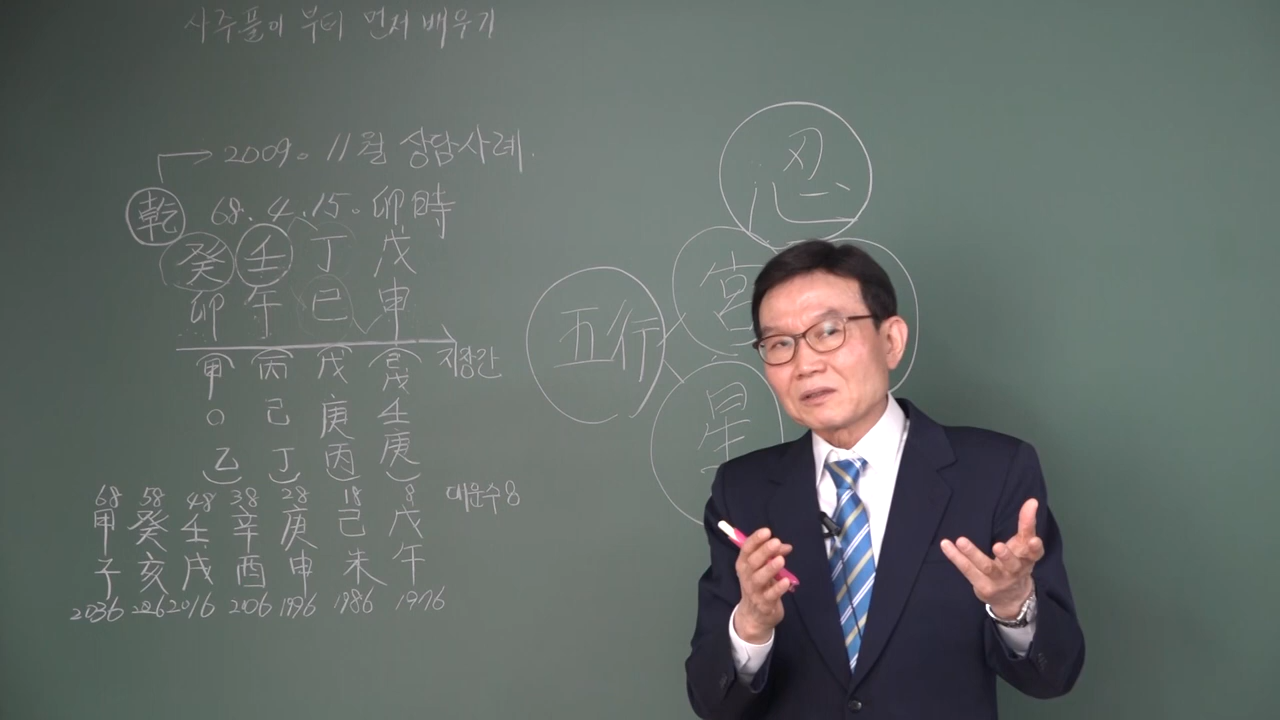 사주풀이 부터 먼저 배우기
2009. 11월 상담사례.
乾 68. 4. 15. 卯時
癸 壬 丁 戊
卯 午 巳 申
甲 丙 戊 己戊 지장간
○ 己 庚 壬
乙 丁 丙 庚
68 58 48 38 28 18 8 대운수8
甲 癸 壬 辛 庚 己 戊
子 亥 戌 酉 申 未 午
2036 2026 2016 2006 1996 1986 1976
忍
宮
五行
星